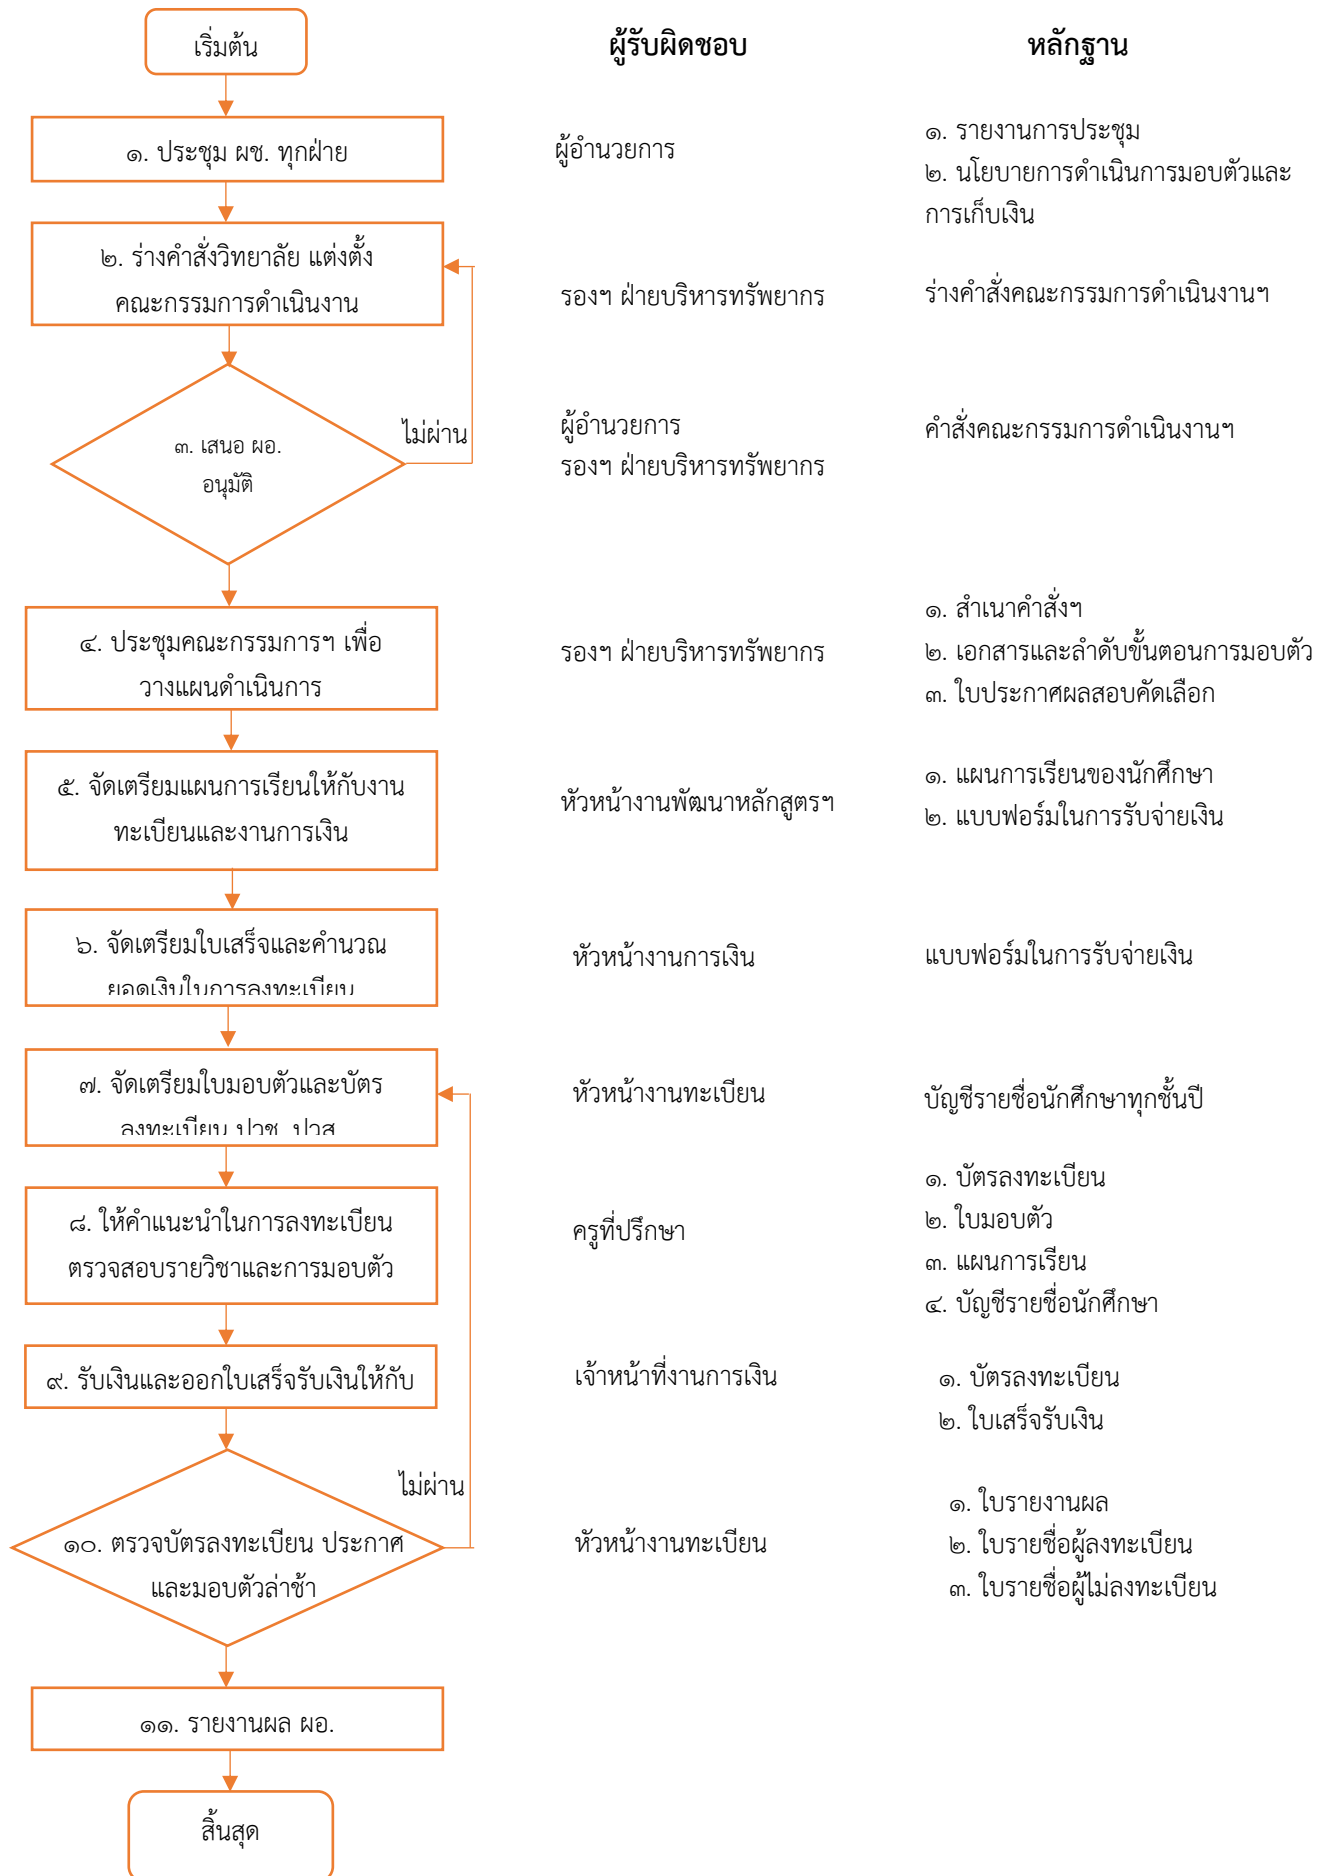 เริ่มต้น
ผู้รับผิดชอบ
หลักฐาน
๑. ประชุม ผช. ทุกฝ่าย
ผู้อำนวยการ
๑. รายงานการประชุม
๒. นโยบายการดำเนินการมอบตัวและ
การเก็บเงิน
๒. ร่างคำสั่งวิทยาลัย แต่งตั้ง
คณะกรรมการดำเนินงาน
รองฯ ฝ่ายบริหารทรัพยากร
ร่างคำสั่งคณะกรรมการดำเนินงานฯ
๓. เสนอ ผอ.
อนุมัติ
ไม่ผ่าน
ผู้อำนวยการ
รองฯ ฝ่ายบริหารทรัพยากร
คำสั่งคณะกรรมการดำเนินงานฯ
๔. ประชุมคณะกรรมการฯ เพื่อ
วางแผนดำเนินการ
รองฯ ฝ่ายบริหารทรัพยากร
๑. สำเนาคำสั่งฯ
๒. เอกสารและลำดับขั้นตอนการมอบตัว
๓. ใบประกาศผลสอบคัดเลือก
๕. จัดเตรียมแผนการเรียนให้กับงาน
ทะเบียนและงานการเงิน
หัวหน้างานพัฒนาหลักสูตรฯ
๑. แผนการเรียนของนักศึกษา
๒. แบบฟอร์มในการรับจ่ายเงิน
๖. จัดเตรียมใบเสร็จและคำนวณ
ยอดเงินในการลงทะเบียน
หัวหน้างานการเงิน
แบบฟอร์มในการรับจ่ายเงิน
๗. จัดเตรียมใบมอบตัวและบัตร
ลงทะเบียน ปวช. ปวส.
หัวหน้างานทะเบียน
บัญชีรายชื่อนักศึกษาทุกชั้นปี
๘. ให้คำแนะนำในการลงทะเบียน
ตรวจสอบรายวิชาและการมอบตัว
ครูที่ปรึกษา
๑. บัตรลงทะเบียน
๒. ใบมอบตัว
๓. แผนการเรียน
๔. บัญชีรายชื่อนักศึกษา
๙. รับเงินและออกใบเสร็จรับเงินให้กับ
เจ้าหน้าที่งานการเงิน
๑. บัตรลงทะเบียน
๒. ใบเสร็จรับเงิน
ไม่ผ่าน
๑๐. ตรวจบัตรลงทะเบียน ประกาศ
และมอบตัวล่าช้า
หัวหน้างานทะเบียน
๑. ใบรายงานผล
๒. ใบรายชื่อผู้ลงทะเบียน
๓. ใบรายชื่อผู้ไม่ลงทะเบียน
๑๑. รายงานผล ผอ.
สิ้นสุด